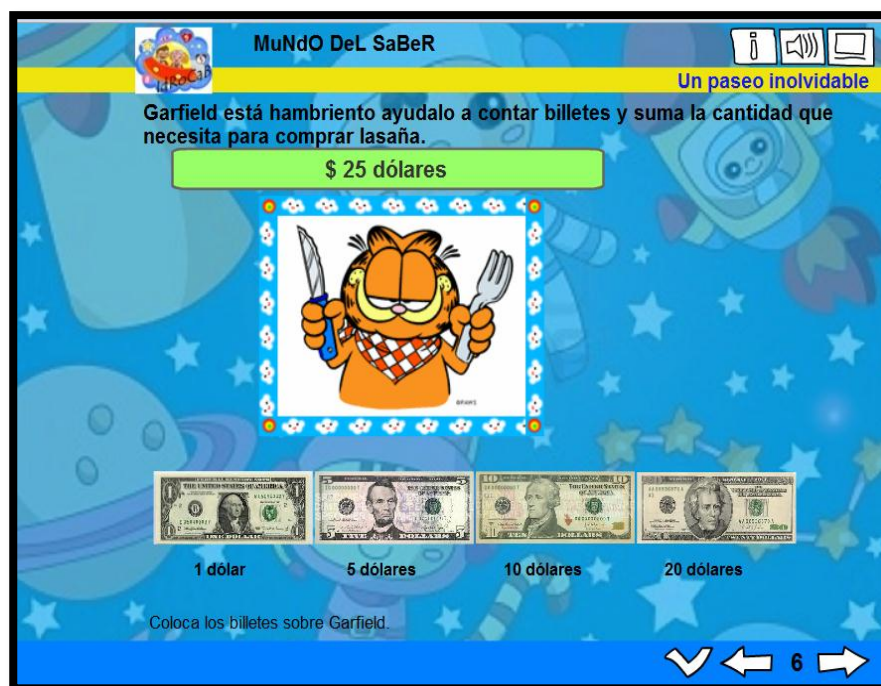 MuNdO DeL SaBeR
IdRoCaB
Un paseo inolvidable
Garfield está hambriento ayudalo a contar billetes y suma la cantidad que
necesita para comprar lasaña.
$ 25 dólares
1 dólar
5 dólares
10 dólares
20 dólares
Coloca los billetes sobre Garfield.
6